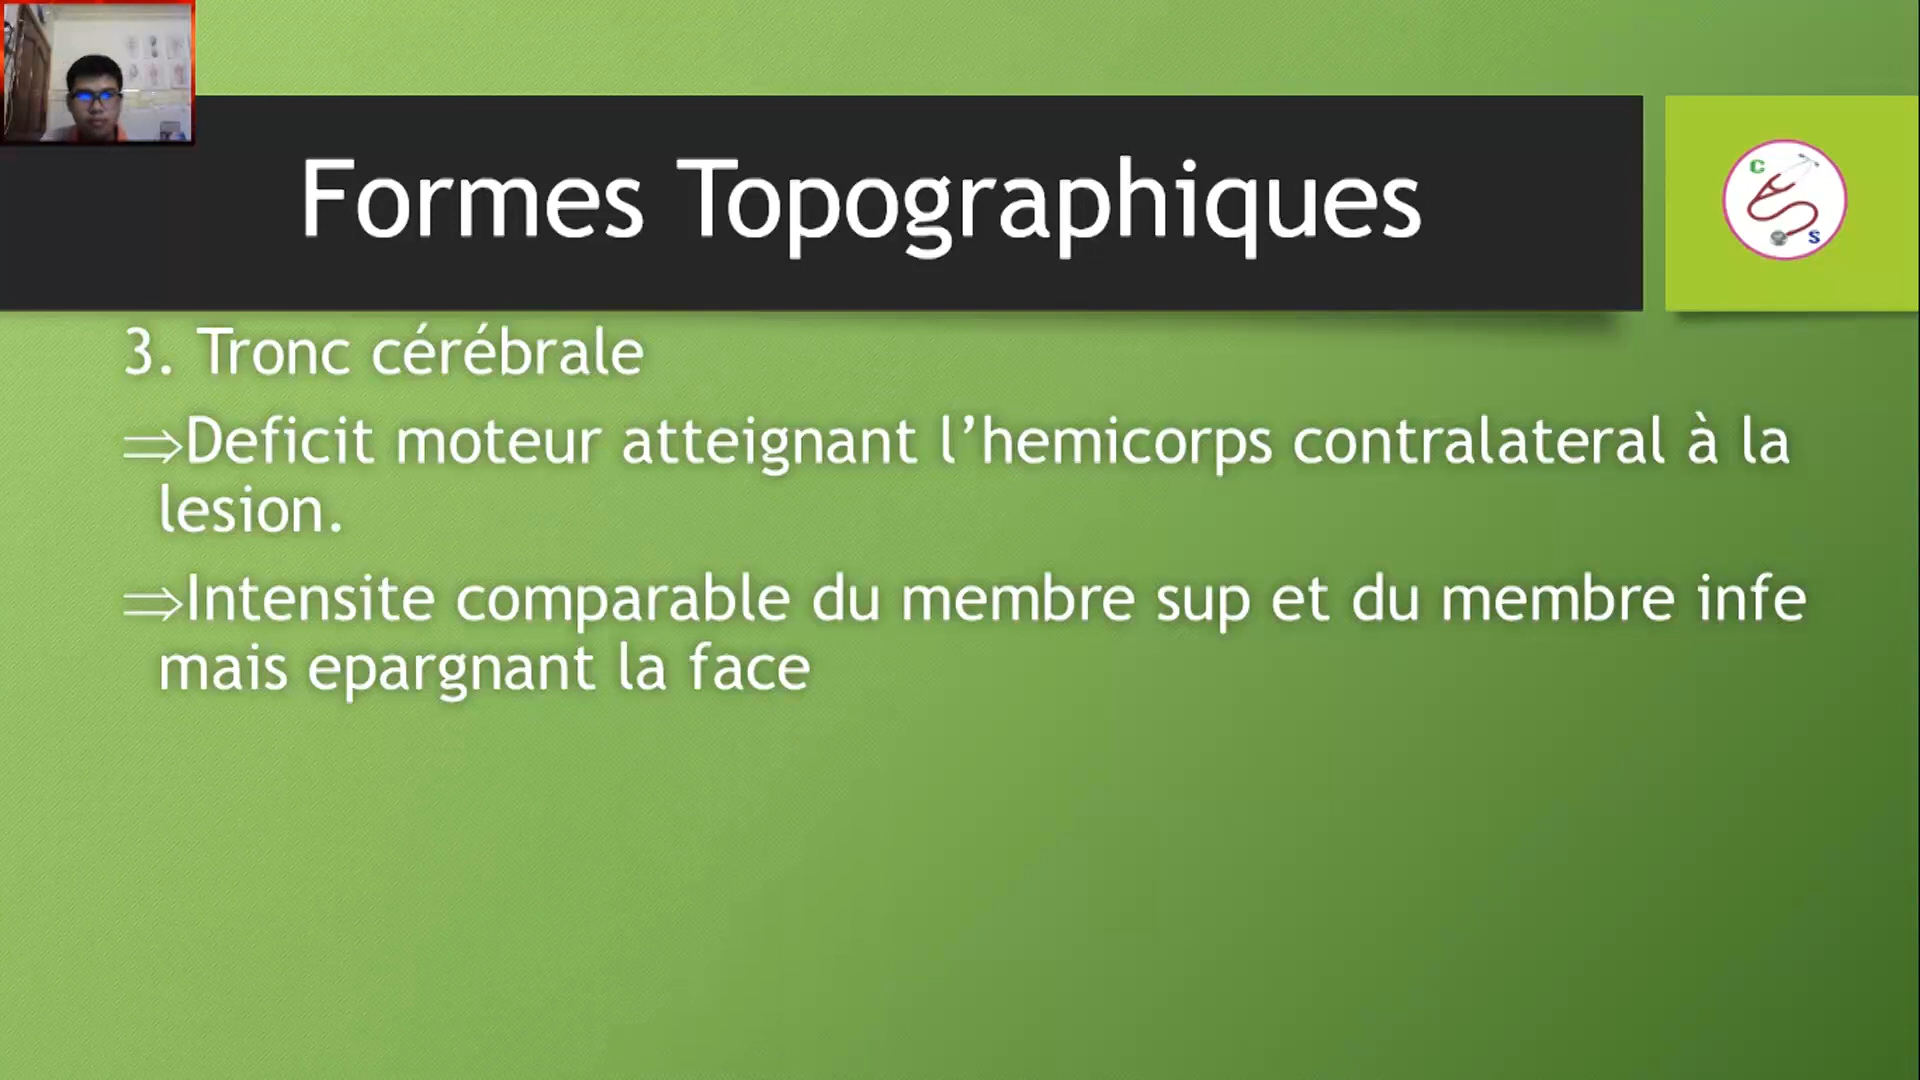 Formes Topographiques
C
S
3. Tronc cérébrale
⇒Deficit moteur atteignant l’hemicorps contralateral à la
lesion.
⇒Intensite comparable du membre sup et du membre infe
mais epargnant la face